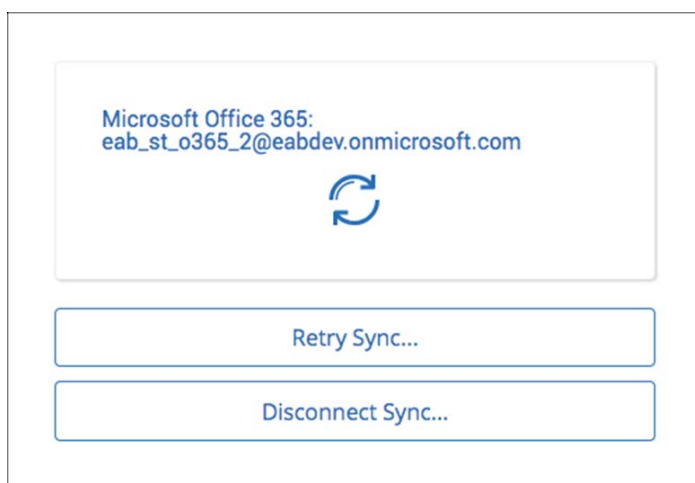 Microsoft Office 365:
eab_st_o365_2@eabdev.onmicrosoft.com
Retry Sync...
Disconnect Sync...